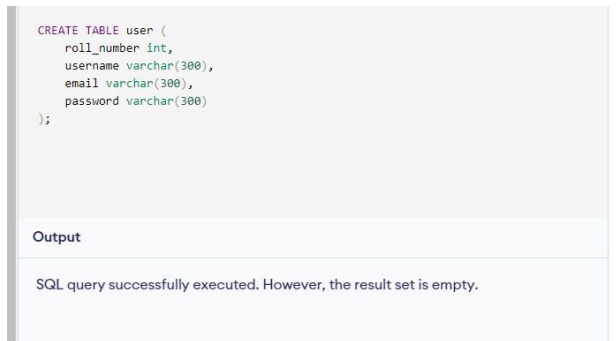 CREATE TABLE user (
    roll_number int,
    username varchar(300),
    email varchar(300),
    password varchar(300)
);
Output
SQL query successfully executed. However, the result set is empty.